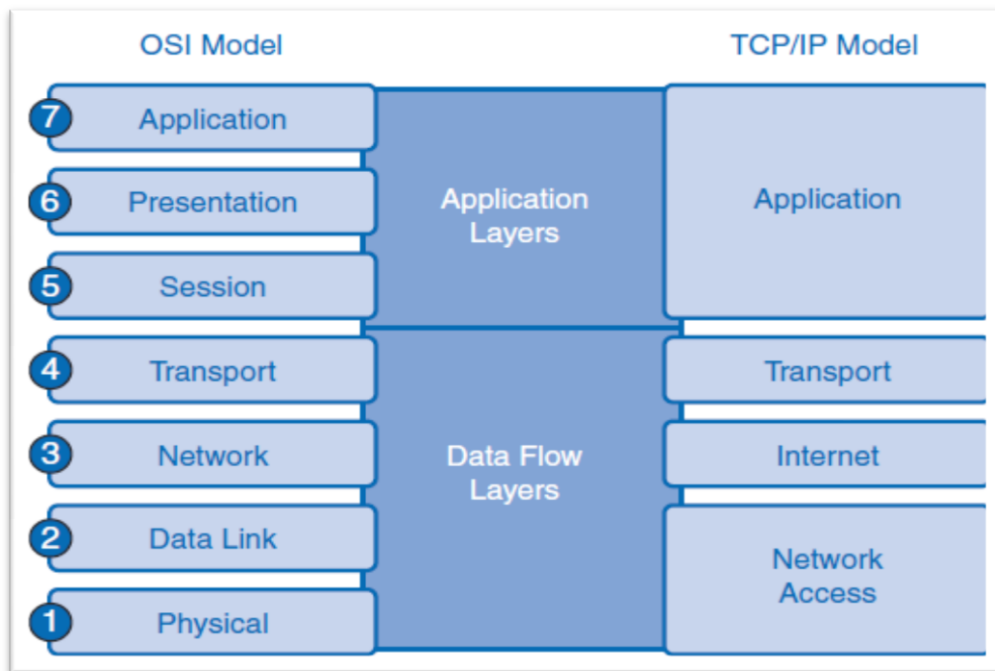 OSI Model
TCP/IP Model
7
Application
6
Presentation
5
Session
4
Transport
3
Network
2
Data Link
1
Physical
Application
Layers
Data Flow
Layers
Application
Transport
Internet
Network
Access